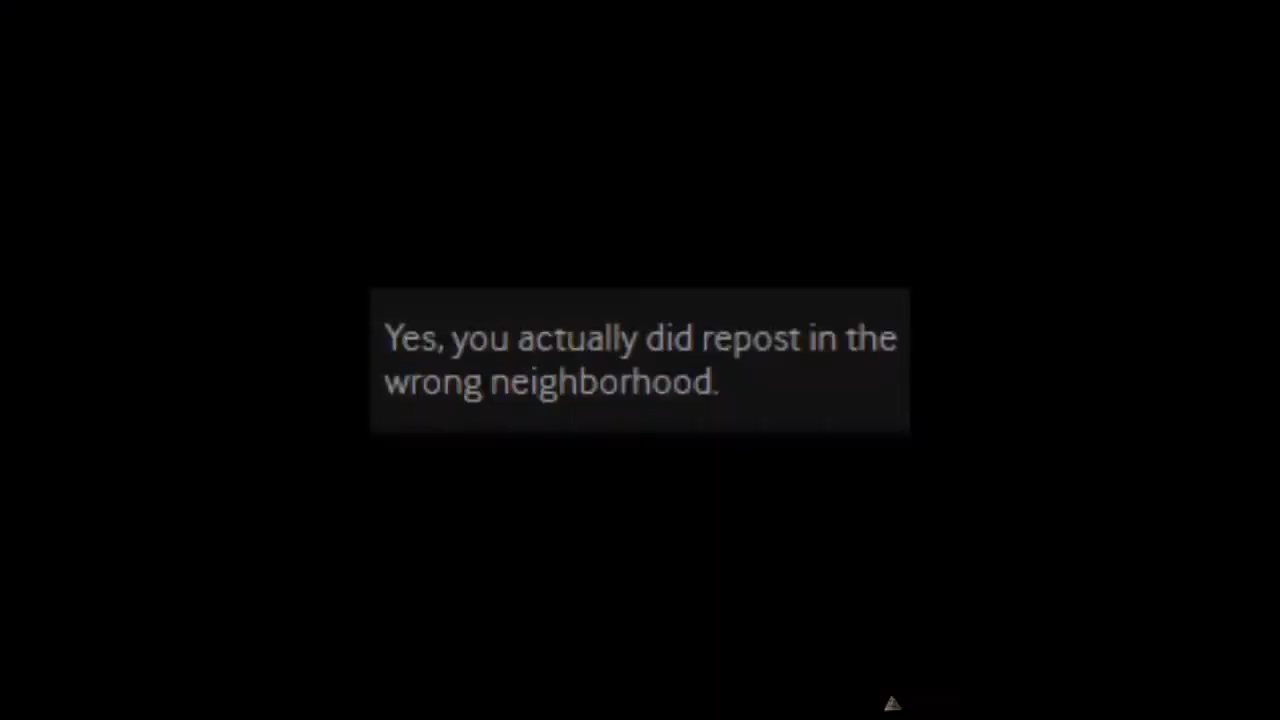 Yes, you actually did repost in the
wrong neighborhood.